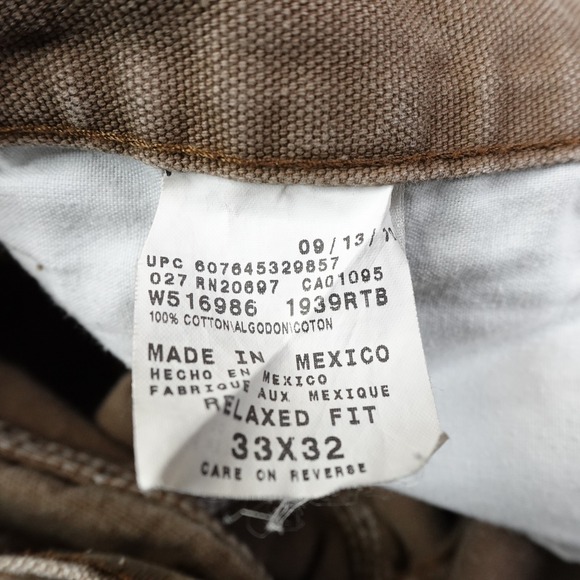 09/13/
UPC 607645329857
027 RN20697 CA01095
W516986 1939RTB
100% COTTON\ALGODON\COTON
MADE IN MEXICO
HECHO EN MEXICO
FABRIQUE AUX MEXIQUE
RELAXED FIT
33X32
CARE ON REVERSE